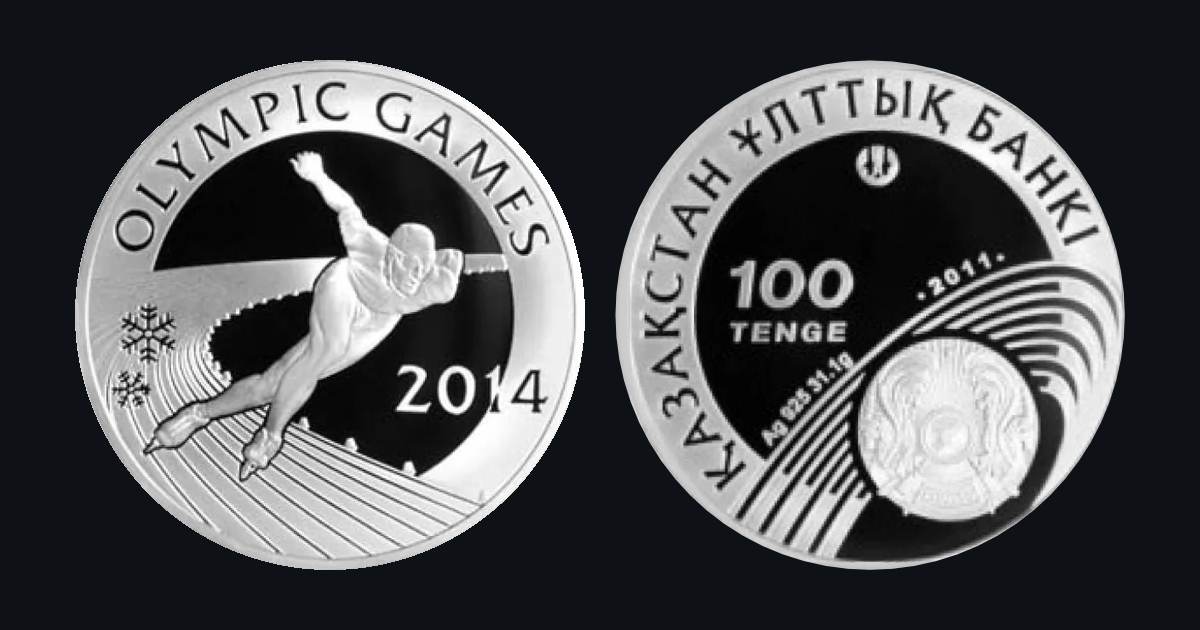 OLYMPIC GAMES
2014
ҚАЗАҚСТАН ҰЛТТЫҚ БАНКІ
100
TENGE
·2011·
Ag 925 31.1g